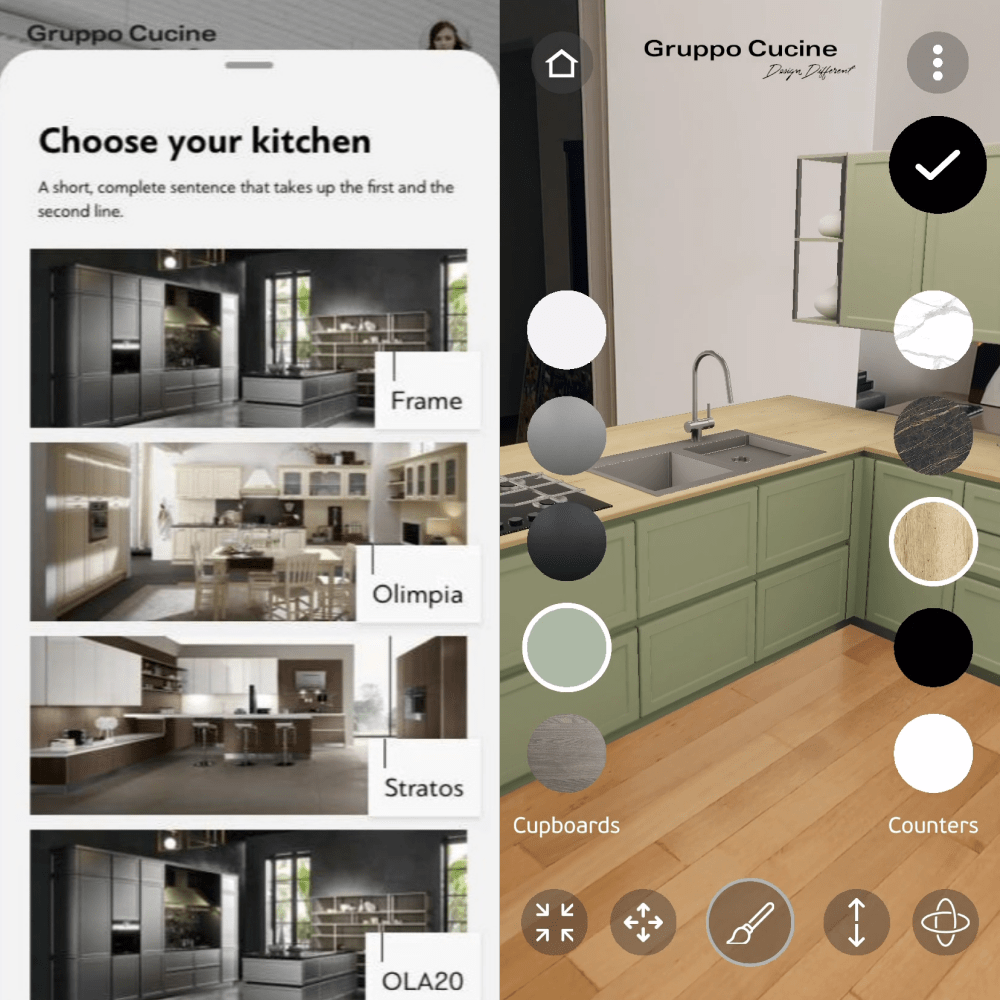 Gruppo Cucine
Choose your kitchen
A short, complete sentence that takes up the first and the
second line.
Frame
Olimpia
Stratos
OLA20
Gruppo Cucine
Design Different
Cupboards
Counters